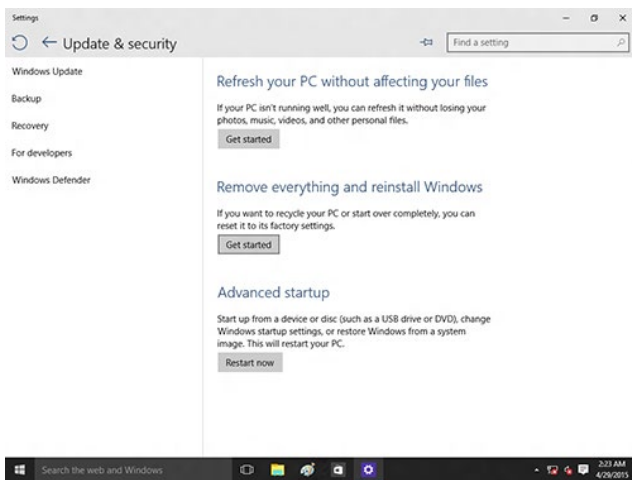 Settings
Update & security
Find a setting
Windows Update
Backup
Recovery
For developers
Windows Defender
Refresh your PC without affecting your files
If your PC isn't running well, you can refresh it without losing your
photos, music, videos, and other personal files.
Get started
Remove everything and reinstall Windows
If you want to recycle your PC or start over completely, you can
reset it to its factory settings.
Get started
Advanced startup
Start up from a device or disc (such as a USB drive or DVD), change
Windows startup settings, or restore Windows from a system
image. This will restart your PC.
Restart now
Search the web and Windows
2:23 AM
4/29/2015